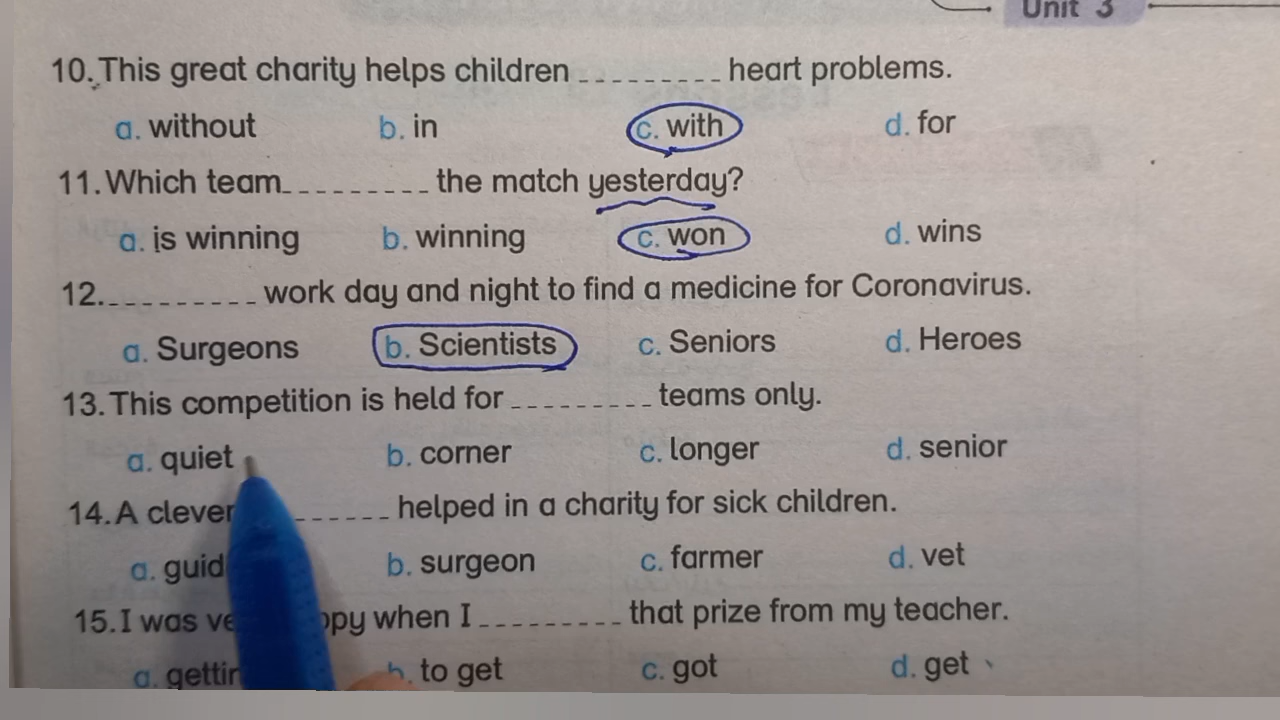 Unit 3
10. This great charity helps children _________ heart problems.
a. without b. in c. with d. for
11. Which team _________ the match yesterday?
a. is winning b. winning c. won d. wins
12. _________ work day and night to find a medicine for Coronavirus.
a. Surgeons b. Scientists c. Seniors d. Heroes
13. This competition is held for _________ teams only.
a. quiet b. corner c. longer d. senior
14. A clever ______ helped in a charity for sick children.
a. b. surgeon c. farmer d. vet
15. I was when I _________ that prize from my teacher.
a. b. to get c. got d. get